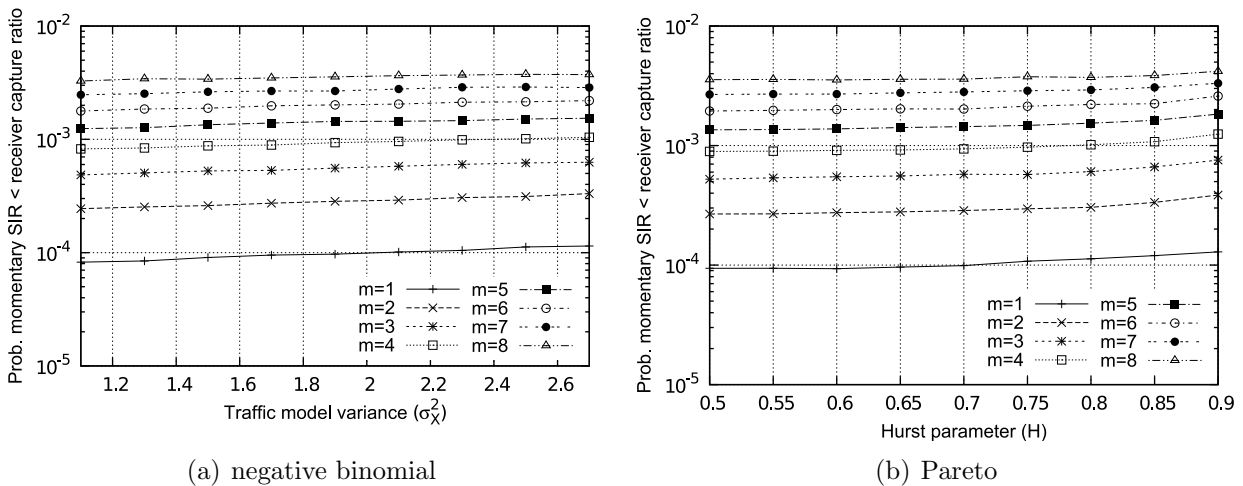 Prob. momentary SIR < receiver capture ratio
10^-2
10^-3
10^-4
10^-5
m=1
m=2
m=3
m=4
m=5
m=6
m=7
m=8
1.2 1.4 1.6 1.8 2 2.2 2.4 2.6
Traffic model variance (σ_X^2)
(a) negative binomial
Prob. momentary SIR < receiver capture ratio
10^-2
10^-3
10^-4
10^-5
m=1
m=2
m=3
m=4
m=5
m=6
m=7
m=8
0.5 0.55 0.6 0.65 0.7 0.75 0.8 0.85 0.9
Hurst parameter (H)
(b) Pareto